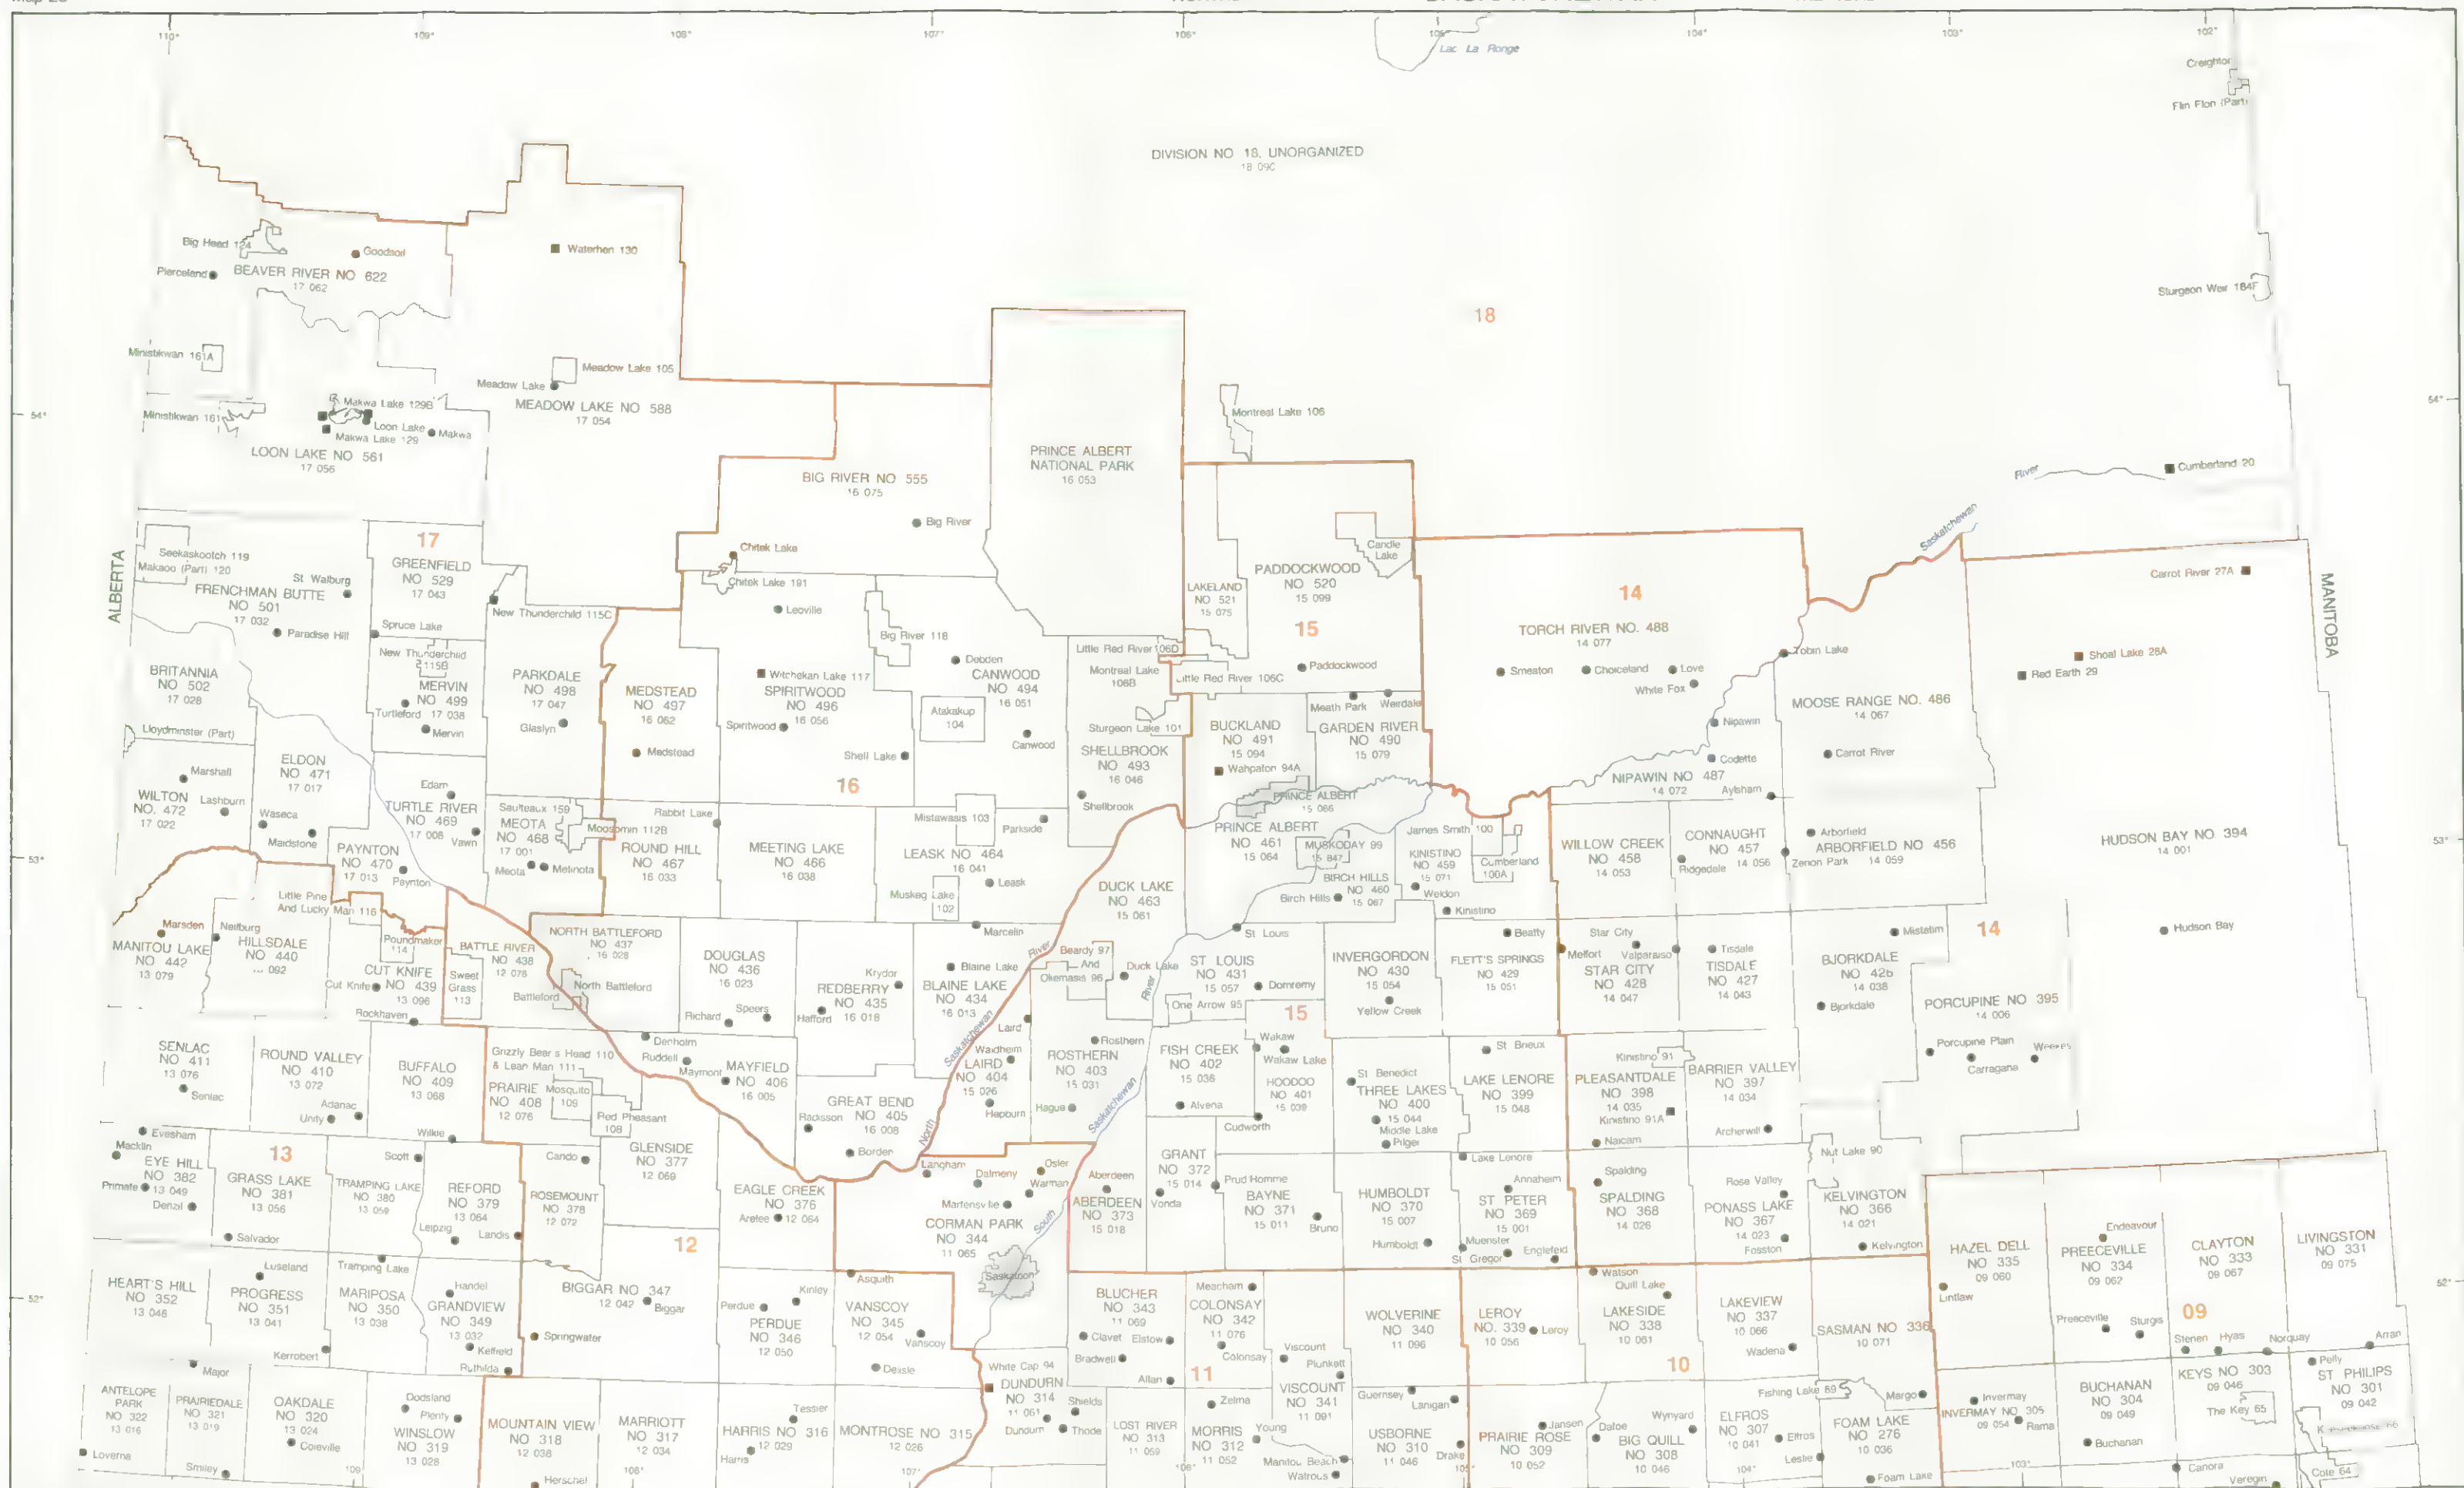 110°
109°
108°
107°
106°
104°
103°
102°
Lac La Ronge
Creighton
Flin Flon (Part)
DIVISION NO 18, UNORGANIZED
18 090
Big Head 124
Goodsoil
Waterhen 130
Pierceland
BEAVER RIVER NO 622
17 062
Sturgeon Weir 184F
18
Ministikwan 161A
Meadow Lake 105
Meadow Lake
MEADOW LAKE NO 588
17 054
54°
Ministikwan 161
Makwa Lake 129B
Loon Lake
Makwa
Makwa Lake 129
LOON LAKE NO 561
17 056
Montreal Lake 106
54°
PRINCE ALBERT
NATIONAL PARK
16 053
BIG RIVER NO 555
16 075
Big River
River
Cumberland 20
Saskatchewan
ALBERTA
MANITOBA
Seekaskootch 119
Makaoo (Part) 120
St Walburg
FRENCHMAN BUTTE
NO 501
17 032
Paradise Hill
17
GREENFIELD
NO 529
17 043
New Thunderchild 115C
Spruce Lake
New Thunderchild
115B
Chitek Lake
Chitek Lake 191
Leoville
Big River 118
Debden
Candle
Lake
PADDOCKWOOD
NO 520
15 099
LAKELAND
NO 521
15 075
15
Paddockwood
14
TORCH RIVER NO. 488
14 077
Smeaton
Choiceland
Love
White Fox
Tobin Lake
Carrot River 27A
Shoal Lake 28A
Red Earth 29
BRITANNIA
NO 502
17 028
MERVIN
NO 499
17 038
Turtleford
Mervin
PARKDALE
NO 498
17 047
Glaslyn
MEDSTEAD
NO 497
16 062
Medstead
Witchekan Lake 117
SPIRITWOOD
NO 496
16 056
Spiritwood
Shell Lake
CANWOOD
NO 494
16 051
Atakakup
104
Canwood
Little Red River 106D
Montreal Lake
106B
Little Red River 106C
Sturgeon Lake 101
SHELLBROOK
NO 493
16 046
Shellbrook
BUCKLAND
NO 491
15 094
Wahpaton 94A
Meath Park
Weirdale
GARDEN RIVER
NO 490
15 079
Nipawin
Codette
MOOSE RANGE NO. 486
14 067
Carrot River
NIPAWIN NO 487
14 072
Aylsham
Lloydminster (Part)
Marshall
WILTON
NO. 472
17 022
Lashburn
ELDON
NO 471
17 017
Waseca
Maidstone
Edam
TURTLE RIVER
NO 469
17 008
Vawn
Saulteaux 159
MEOTA
NO 468
17 001
Meota
Metinota
Moosomin 112B
16
Rabbit Lake
ROUND HILL
NO 467
16 033
MEETING LAKE
NO 466
16 038
Mistawasis 103
Parkside
LEASK NO 464
16 041
Leask
Muskeg Lake
102
Marcelin
PRINCE ALBERT
15 066
PRINCE ALBERT
NO 461
15 064
MUSKODAY 99
15 847
James Smith 100
KINISTINO
NO 459
15 071
Cumberland
100A
Weldon
Kinistino
BIRCH HILLS
NO 460
15 067
Birch Hills
WILLOW CREEK
NO 458
14 053
CONNAUGHT
NO 457
14 056
Ridgedale
Arborfield
ARBORFIELD NO 456
14 059
Zenon Park
HUDSON BAY NO 394
14 001
Hudson Bay
53°
53°
PAYNTON
NO 470
17 013
Paynton
Little Pine
And Lucky Man 116
DUCK LAKE
NO 463
15 061
Marsden
MANITOU LAKE
NO 442
13 079
Neilburg
HILLSDALE
NO 440
092
Poundmaker
114
CUT KNIFE
NO 439
13 096
Cut Knife
Rockhaven
BATTLE RIVER
NO 438
12 078
Sweet
Grass
113
NORTH BATTLEFORD
NO 437
16 028
North Battleford
Battleford
DOUGLAS
NO 436
16 023
Richard
Speers
Krydor
REDBERRY
NO 435
16 018
Hafford
Blaine Lake
BLAINE LAKE
NO 434
16 013
River
Saskatchewan
North
Beardy 97
And
Okemasis 96
Duck Lake
River
Saskatchewan
South
St Louis
ST LOUIS
NO 431
15 057
Domremy
One Arrow 95
15
INVERGORDON
NO 430
15 054
Yellow Creek
Beatty
FLETT'S SPRINGS
NO 429
15 051
Melfort
Star City
Valparaiso
STAR CITY
NO 428
14 047
Tisdale
TISDALE
NO 427
14 043
Mistatim
14
BJORKDALE
NO 426
14 038
Bjorkdale
PORCUPINE NO 395
14 006
Porcupine Plain
Carragana
Weekes
SENLAC
NO 411
13 076
Senlac
ROUND VALLEY
NO 410
13 072
Adanac
Unity
BUFFALO
NO 409
13 068
Wilkie
Grizzly Bear s Head 110
& Lean Man 111
PRAIRIE
NO 408
12 076
Mosquito
109
Red Pheasant
108
Denholm
Ruddell
Maymont
MAYFIELD
NO 406
16 005
Radisson
GREAT BEND
NO 405
16 008
Borden
Laird
Waldheim
LAIRD
NO 404
15 026
Hepburn
Rosthern
ROSTHERN
NO 403
15 031
Hague
FISH CREEK
NO 402
15 036
Alvena
Wakaw
Wakaw Lake
HOODOO
NO 401
15 039
Cudworth
St Benedict
THREE LAKES
NO 400
15 044
Middle Lake
Pilger
St Brieux
LAKE LENORE
NO 399
15 048
Lake Lenore
Kinistino 91
PLEASANTDALE
NO 398
14 035
Kinistino 91A
Naicam
BARRIER VALLEY
NO 397
14 034
Archerwill
Nut Lake 90
Evesham
Macklin
EYE HILL
NO 382
13 049
Primate
Denzil
13
GRASS LAKE
NO 381
13 056
Salvador
TRAMPING LAKE
NO 380
13 059
Tramping Lake
Scott
REFORD
NO 379
13 064
Leipzig
Landis
Cando
ROSEMOUNT
NO 378
12 072
GLENSIDE
NO 377
12 069
12
EAGLE CREEK
NO 376
12 064
Arelee
Langham
Dalmeny
Osler
Warman
Martensville
CORMAN PARK
NO 344
11 065
Saskatoon
Aberdeen
ABERDEEN
NO 373
15 018
GRANT
NO 372
15 014
Vonda
Prud Homme
BAYNE
NO 371
15 011
Bruno
HUMBOLDT
NO 370
15 007
Humboldt
Annaheim
ST PETER
NO 369
15 001
Muenster
St Gregor
Englefeld
Spalding
SPALDING
NO 368
14 026
Rose Valley
PONASS LAKE
NO 367
14 023
Fosston
KELVINGTON
NO 366
14 021
Kelvington
HAZEL DELL
NO 335
09 060
Lintlaw
Endeavour
PREECEVILLE
NO 334
09 062
Preeceville
Sturgis
CLAYTON
NO 333
09 067
09
Stenen
Hyas
Norquay
LIVINGSTON
NO 331
09 075
Arran
52°
52°
HEART'S HILL
NO 352
13 046
Luseland
PROGRESS
NO 351
13 041
Major
Kerrobert
MARIPOSA
NO 350
13 038
Handel
GRANDVIEW
NO 349
13 032
Kelfield
Ruthilda
BIGGAR NO 347
12 042
Biggar
Springwater
Perdue
Kinley
PERDUE
NO 346
12 050
Asquith
VANSCOY
NO 345
12 054
Vanscoy
Delisle
BLUCHER
NO 343
11 069
Clavet
Elstow
Bradwell
Allan
11
Meacham
COLONSAY
NO 342
11 076
Colonsay
Viscount
Plunkett
VISCOUNT
NO 341
11 091
WOLVERINE
NO 340
11 096
Guernsey
Lanigan
LEROY
NO. 339
10 056
Leroy
Watson
Quill Lake
LAKESIDE
NO 338
10 061
10
LAKEVIEW
NO 337
10 066
Wadena
SASMAN NO 336
10 071
Fishing Lake 89
Margo
ANTELOPE
PARK
NO 322
13 016
Loverna
PRAIRIEDALE
NO 321
13 019
Smiley
OAKDALE
NO 320
13 024
Coleville
Dodsland
Plenty
WINSLOW
NO 319
13 028
MOUNTAIN VIEW
NO 318
12 038
Herschel
MARRIOTT
NO 317
12 034
Tessier
HARRIS NO 316
12 029
Harris
MONTROSE NO 315
12 026
White Cap 94
DUNDURN
NO 314
11 061
Shields
Dundurn
Thode
LOST RIVER
NO 313
11 059
Zelma
MORRIS
NO 312
11 052
Young
Manitou Beach
Watrous
USBORNE
NO 310
11 046
Drake
Jansen
PRAIRIE ROSE
NO 309
10 052
Dafoe
Wynyard
BIG QUILL
NO 308
10 046
ELFROS
NO 307
10 041
Elfros
Leslie
FOAM LAKE
NO 276
10 036
Foam Lake
Invermay
INVERMAY NO 305
09 054
Rama
BUCHANAN
NO 304
09 049
Buchanan
KEYS NO 303
09 046
The Key 65
Canora
Pelly
ST PHILIPS
NO 301
09 042
Cote 64
Veregin
109°
108°
107°
106°
105°
104°
103°